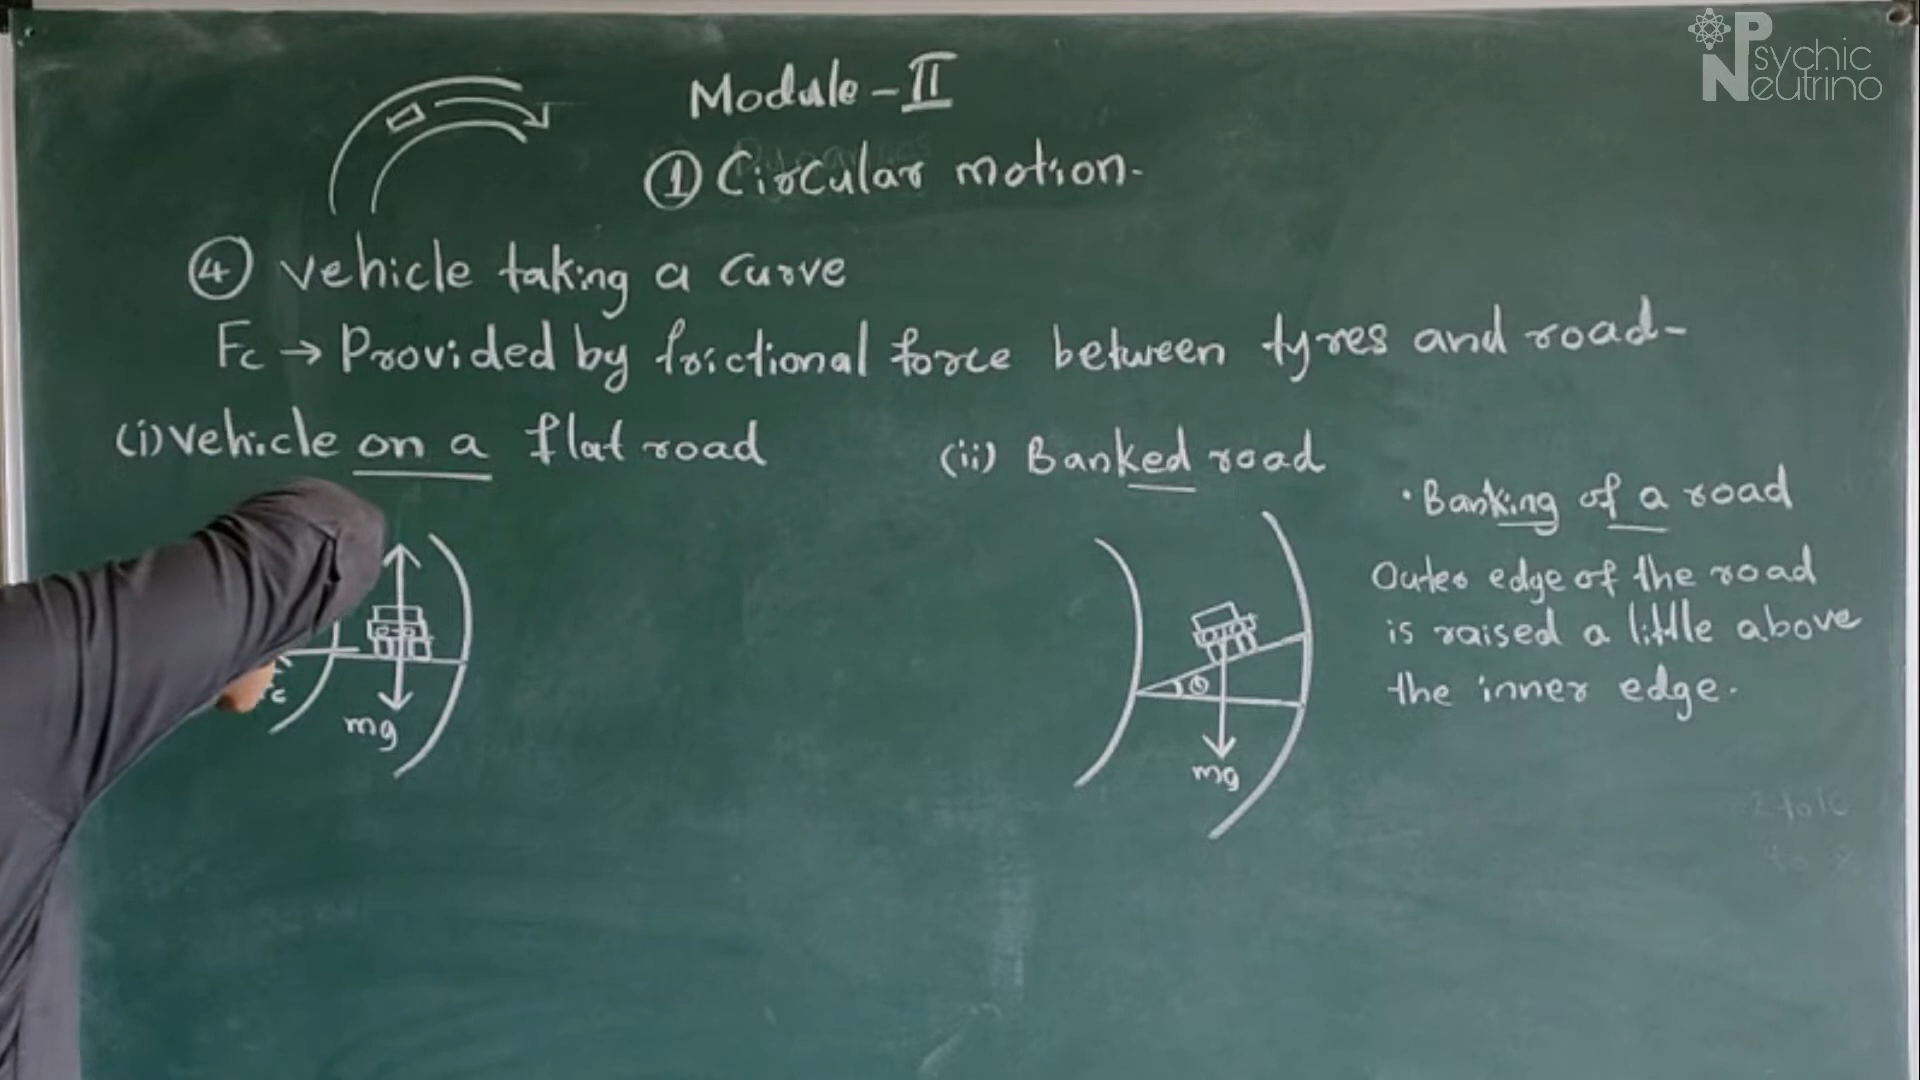 Psychic Neutrino
Module - II
① Circular motion.
④ vehicle taking a curve
Fc → Provided by frictional force between tyres and road-
(i) vehicle on a flat road
(ii) Banked road
· Banking of a road
Outer edge of the road
is raised a little above
the inner edge.
Fc
mg
θ
mg